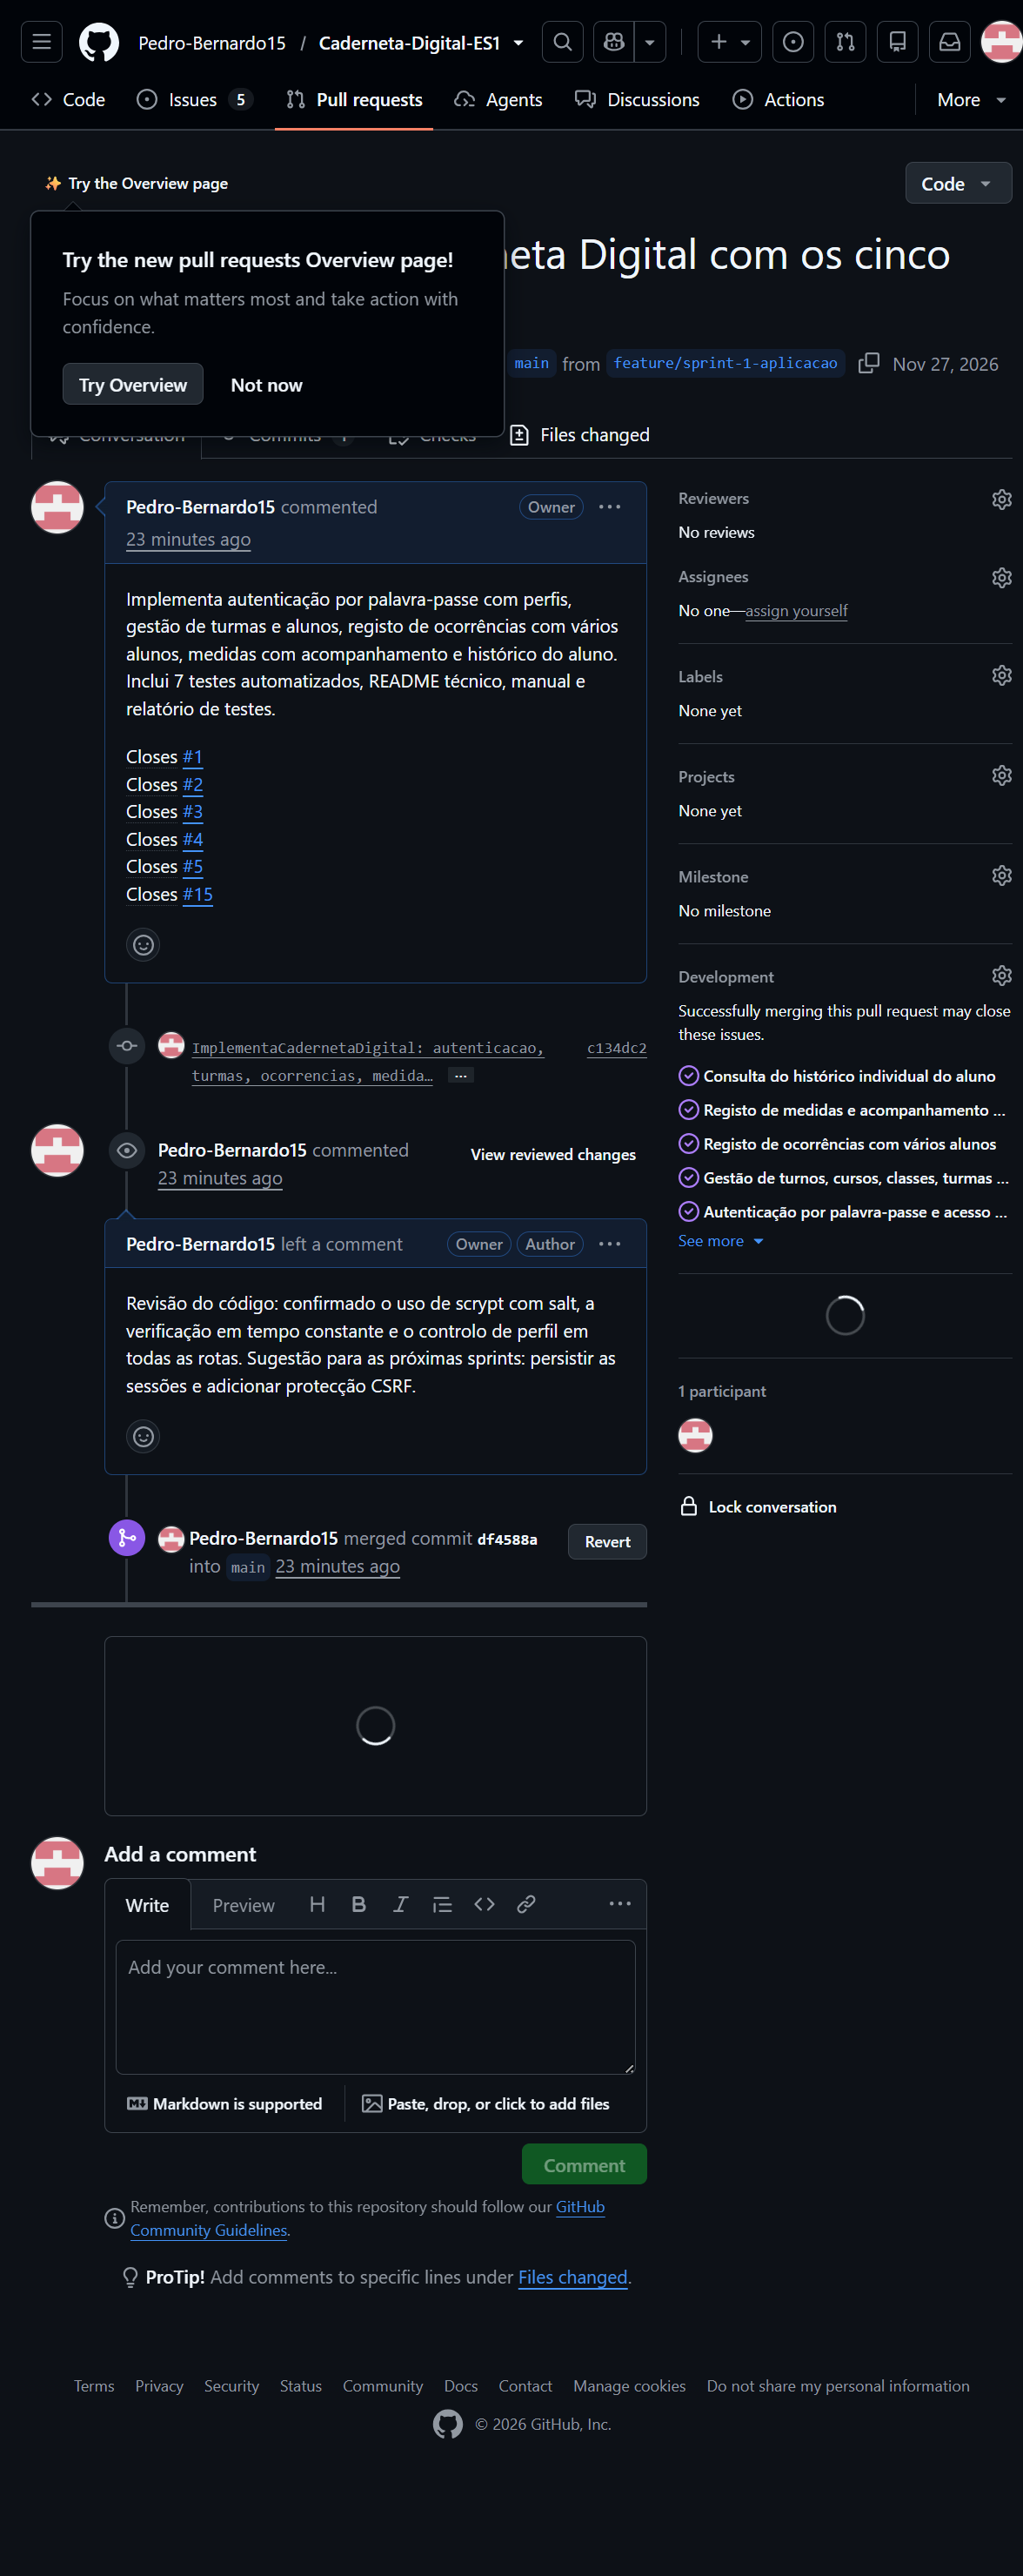 Pedro-Bernardo15 / Caderneta-Digital-ES1
Code Issues 5 Pull requests Agents Discussions Actions More
Try the Overview page
Code
Try the new pull requests Overview page!
Focus on what matters most and take action with
confidence.
Try Overview Not now
neta Digital com os cinco
main from feature/sprint-1-aplicacao Nov 27, 2026
Conversation Commits 1 Checks Files changed
Pedro-Bernardo15 commented
23 minutes ago
Owner
Implementa autenticação por palavra-passe com perfis,
gestão de turmas e alunos, registo de ocorrências com vários
alunos, medidas com acompanhamento e histórico do aluno.
Inclui 7 testes automatizados, README técnico, manual e
relatório de testes.
Closes #1
Closes #2
Closes #3
Closes #4
Closes #5
Closes #15
ImplementaCadernetaDigital: autenticacao,
turmas, ocorrencias, medida… ...
c134dc2
Pedro-Bernardo15 commented
23 minutes ago
View reviewed changes
Pedro-Bernardo15 left a comment
Owner Author
Revisão do código: confirmado o uso de scrypt com salt, a
verificação em tempo constante e o controlo de perfil em
todas as rotas. Sugestão para as próximas sprints: persistir as
sessões e adicionar protecção CSRF.
Pedro-Bernardo15 merged commit df4588a
into main 23 minutes ago
Revert
Reviewers
No reviews
Assignees
No one—assign yourself
Labels
None yet
Projects
None yet
Milestone
No milestone
Development
Successfully merging this pull request may close
these issues.
Consulta do histórico individual do aluno
Registo de medidas e acompanhamento ...
Registo de ocorrências com vários alunos
Gestão de turnos, cursos, classes, turmas ...
Autenticação por palavra-passe e acesso ...
See more
1 participant
Lock conversation
Add a comment
Write Preview H B I
Add your comment here...
Markdown is supported Paste, drop, or click to add files
Comment
Remember, contributions to this repository should follow our GitHub
Community Guidelines.
ProTip! Add comments to specific lines under Files changed.
Terms Privacy Security Status Community Docs Contact Manage cookies Do not share my personal information
© 2026 GitHub, Inc.